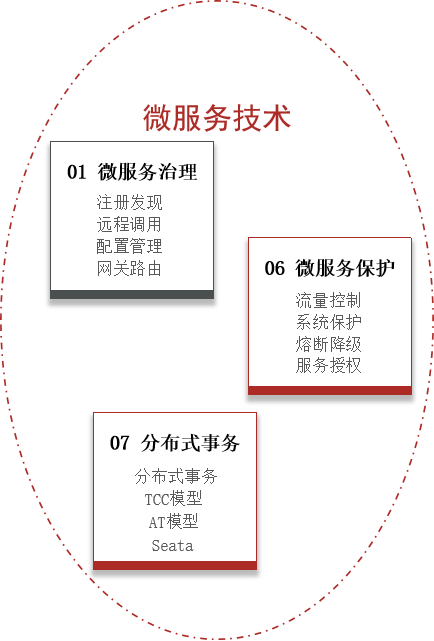 微服务技术
01 微服务治理
注册发现
远程调用
配置管理
网关路由
06 微服务保护
流量控制
系统保护
熔断降级
服务授权
07 分布式事务
分布式事务
TCC模型
AT模型
Seata